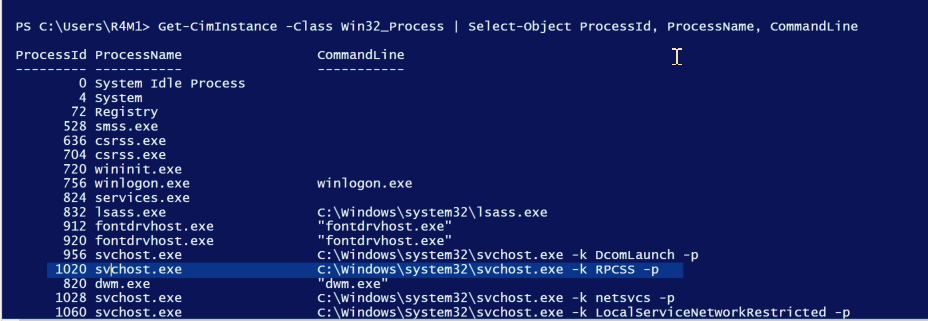 PS C:\Users\R4M1> Get-CimInstance -Class Win32_Process | Select-Object ProcessId, ProcessName, CommandLine
ProcessId ProcessName CommandLine
--------- ----------- -----------
0 System Idle Process
4 System
72 Registry
528 smss.exe
636 csrss.exe
704 csrss.exe
720 wininit.exe
756 winlogon.exe winlogon.exe
824 services.exe
832 lsass.exe C:\Windows\system32\lsass.exe
912 fontdrvhost.exe "fontdrvhost.exe"
920 fontdrvhost.exe "fontdrvhost.exe"
956 svchost.exe C:\Windows\system32\svchost.exe -k DcomLaunch -p
1020 svchost.exe C:\Windows\system32\svchost.exe -k RPCSS -p
820 dwm.exe "dwm.exe"
1028 svchost.exe C:\Windows\system32\svchost.exe -k netsvcs -p
1060 svchost.exe C:\Windows\system32\svchost.exe -k LocalServiceNetworkRestricted -p